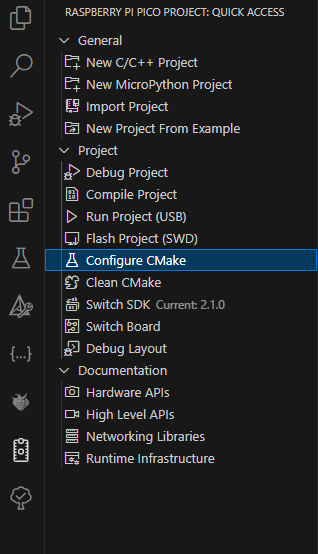 RASPBERRY PI PICO PROJECT: QUICK ACCESS
General
New C/C++ Project
New MicroPython Project
Import Project
New Project From Example
Project
Debug Project
Compile Project
Run Project (USB)
Flash Project (SWD)
Configure CMake
Clean CMake
Switch SDK Current: 2.1.0
Switch Board
Debug Layout
Documentation
Hardware APIs
High Level APIs
Networking Libraries
Runtime Infrastructure